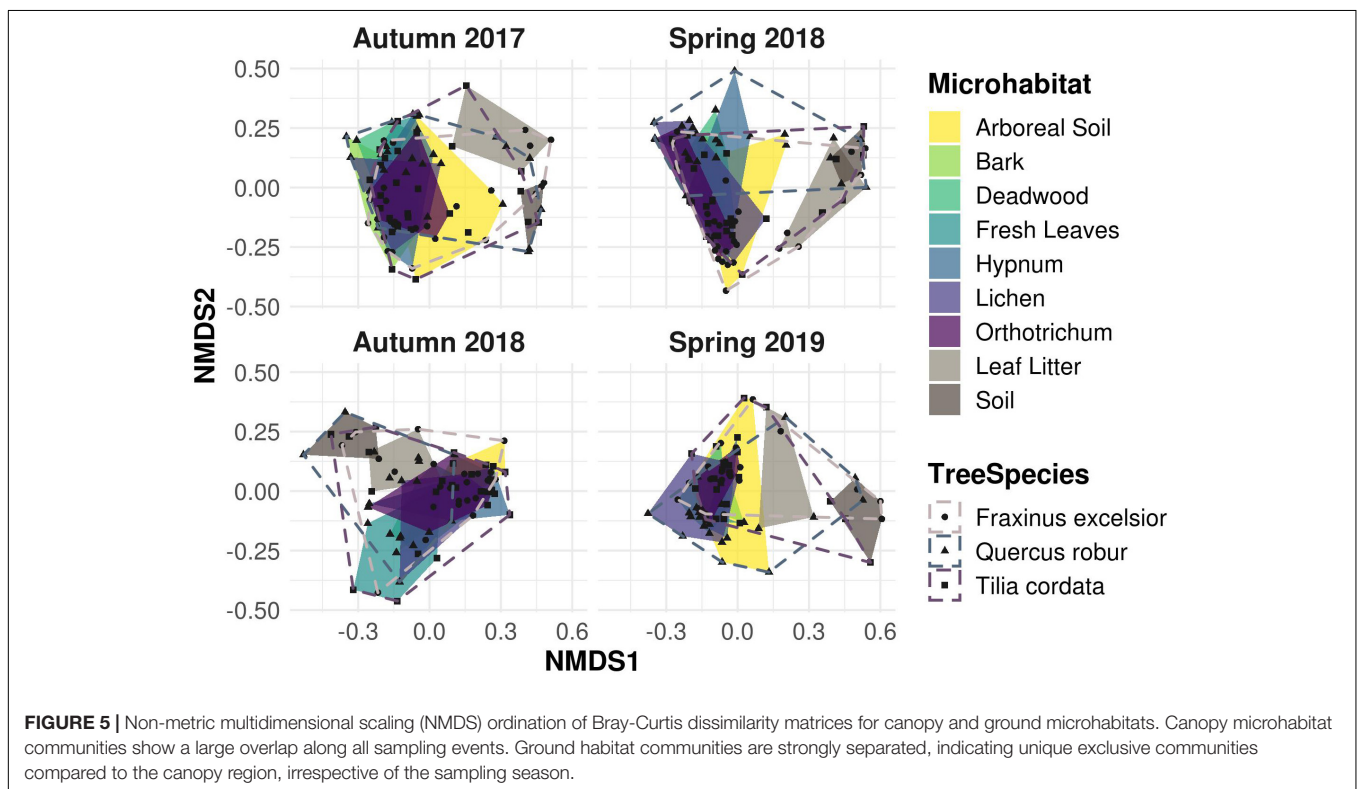 Autumn 2017
Spring 2018
0.50
0.25
0.00
-0.25
-0.50
Autumn 2018
Spring 2019
0.50
0.25
0.00
-0.25
-0.50
-0.3 0.0 0.3 0.6
-0.3 0.0 0.3 0.6
NMDS2
NMDS1
Microhabitat
Arboreal Soil
Bark
Deadwood
Fresh Leaves
Hypnum
Lichen
Orthotrichum
Leaf Litter
Soil
TreeSpecies
Fraxinus excelsior
Quercus robur
Tilia cordata
FIGURE 5 | Non-metric multidimensional scaling (NMDS) ordination of Bray-Curtis dissimilarity matrices for canopy and ground microhabitats. Canopy microhabitat
communities show a large overlap along all sampling events. Ground habitat communities are strongly separated, indicating unique exclusive communities
compared to the canopy region, irrespective of the sampling season.